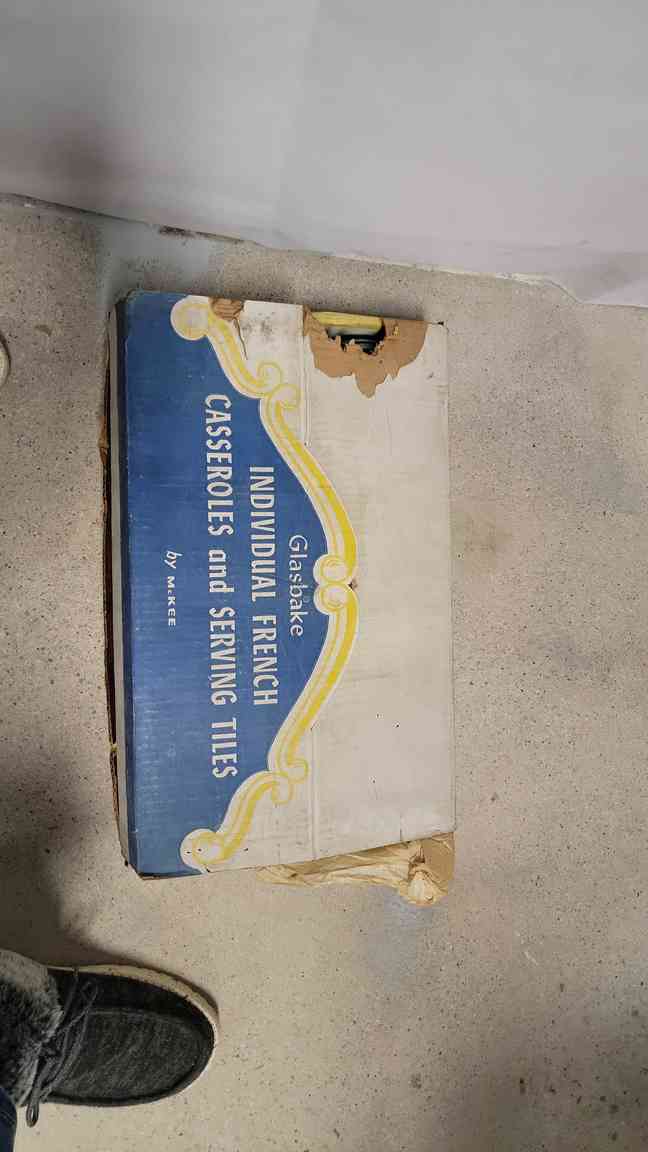 Glasbake
INDIVIDUAL FRENCH
CASSEROLES and SERVING TILES
by McKEE